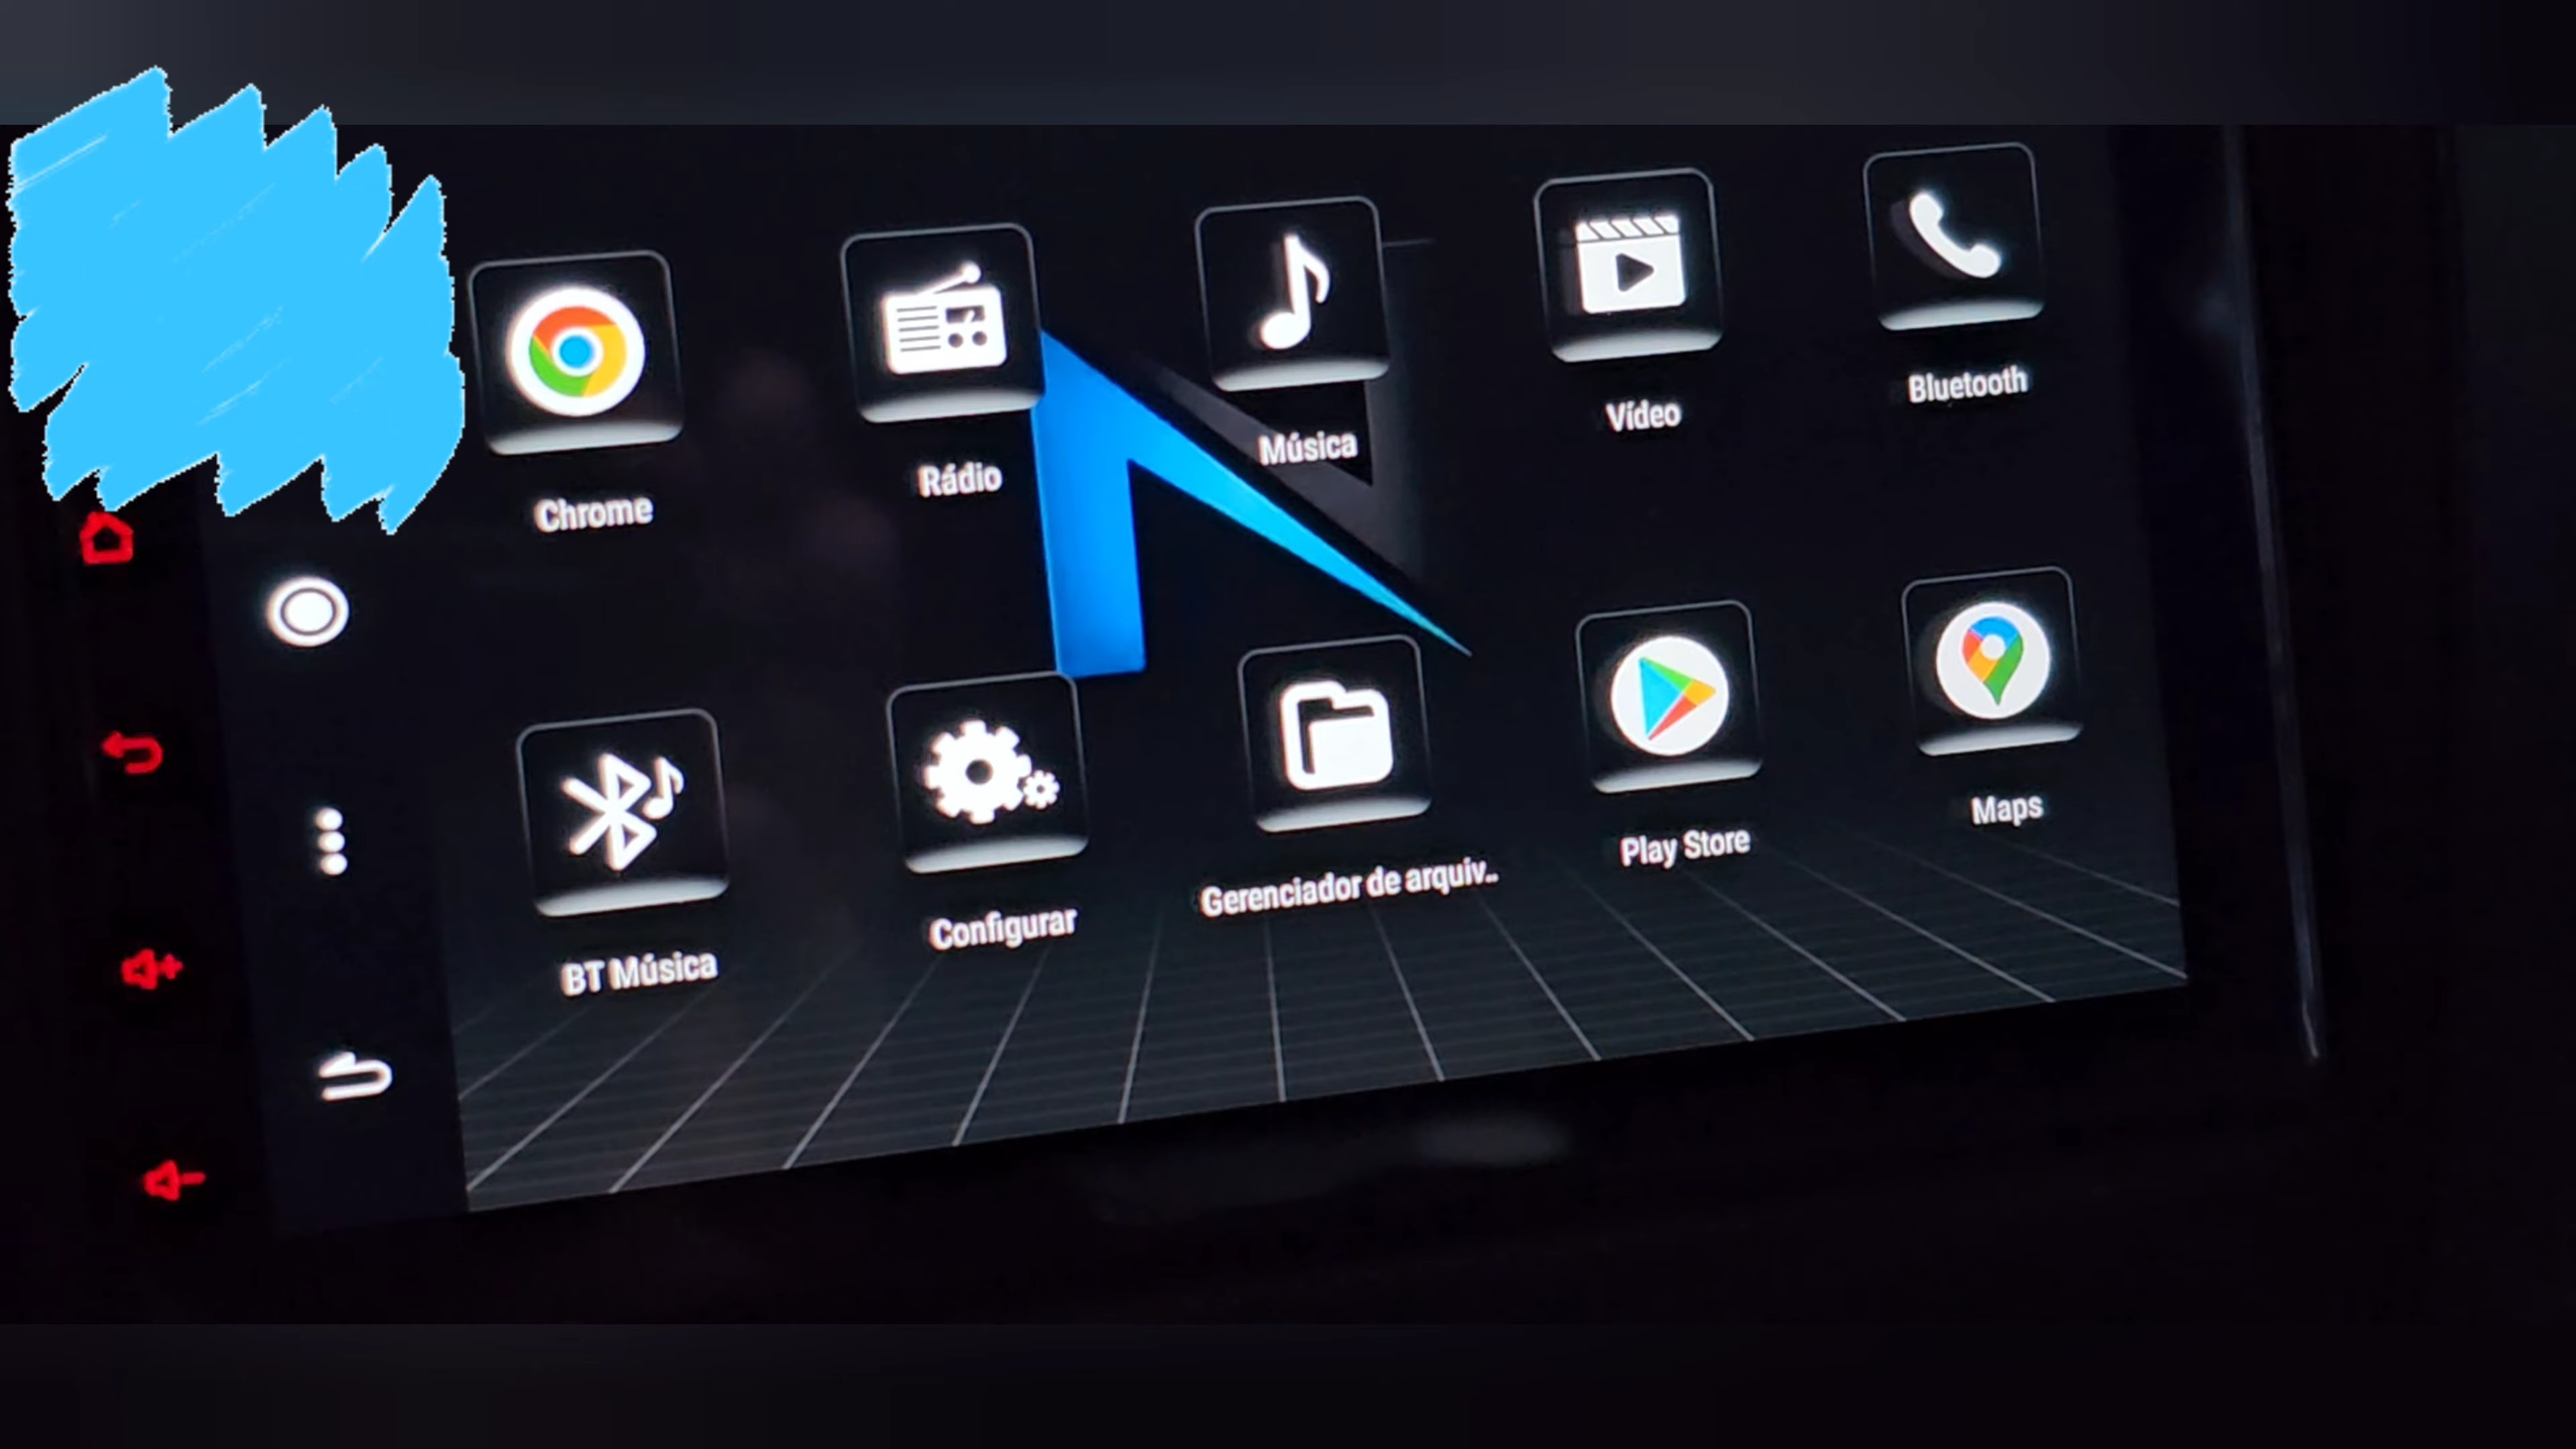 Chrome
Rádio
Música
Vídeo
Bluetooth
BT Música
Configurar
Gerenciador de arquiv..
Play Store
Maps